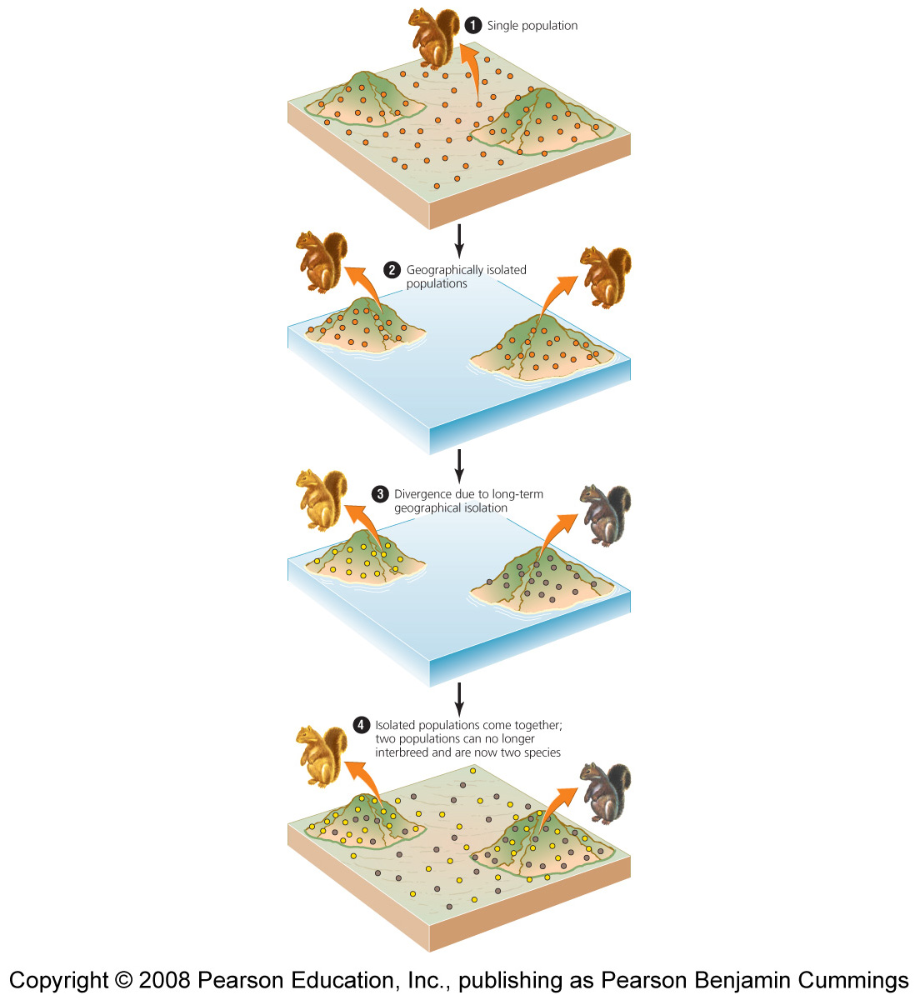 1 Single population
2 Geographically isolated
populations
3 Divergence due to long-term
geographical isolation
4 Isolated populations come together;
two populations can no longer
interbreed and are now two species
Copyright © 2008 Pearson Education, Inc., publishing as Pearson Benjamin Cummings